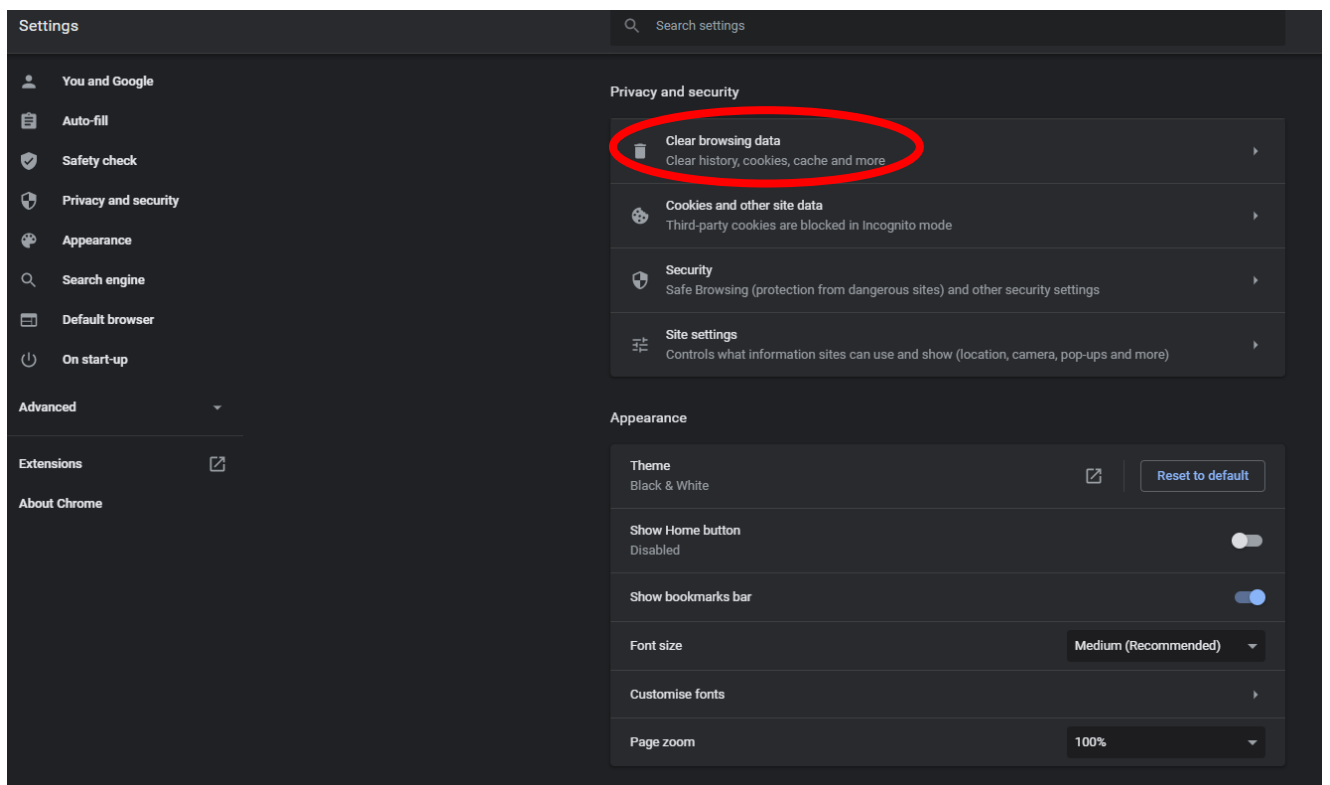 Settings
Search settings
You and Google
Auto-fill
Safety check
Privacy and security
Appearance
Search engine
Default browser
On start-up
Advanced
Extensions
About Chrome
Privacy and security
Clear browsing data
Clear history, cookies, cache and more
Cookies and other site data
Third-party cookies are blocked in Incognito mode
Security
Safe Browsing (protection from dangerous sites) and other security settings
Site settings
Controls what information sites can use and show (location, camera, pop-ups and more)
Appearance
Theme
Black & White
Reset to default
Show Home button
Disabled
Show bookmarks bar
Font size
Medium (Recommended)
Customise fonts
Page zoom
100%